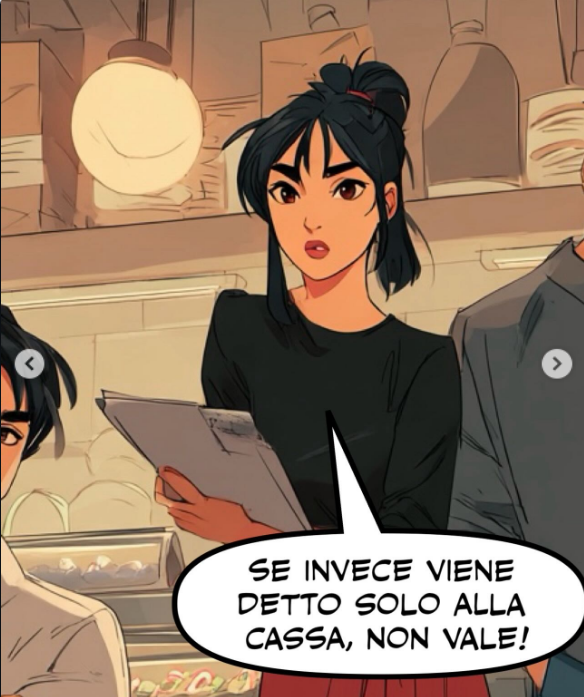 SE INVECE VIENE
DETTO SOLO ALLA
CASSA, NON VALE!